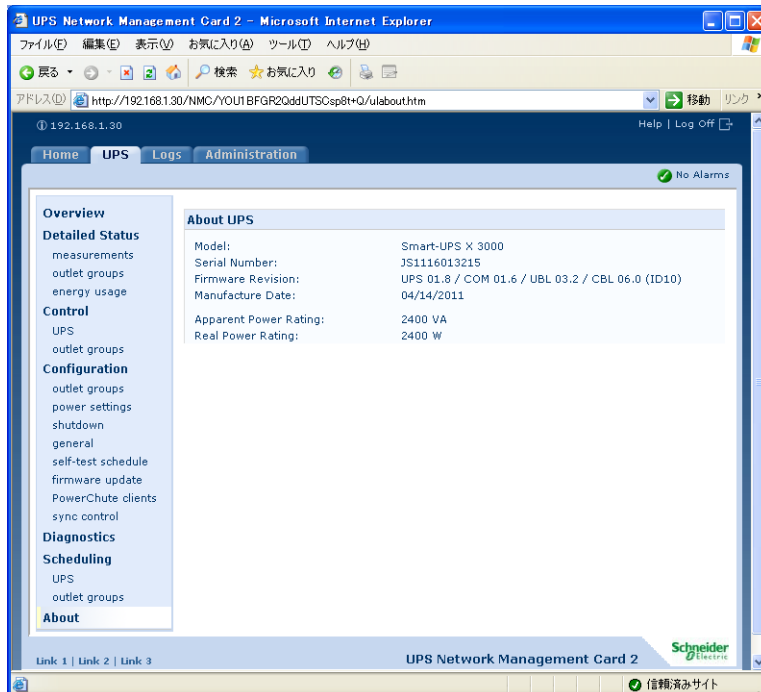 UPS Network Management Card 2 - Microsoft Internet Explorer
ファイル(F) 編集(E) 表示(V) お気に入り(A) ツール(T) ヘルプ(H)
戻る 検索 お気に入り
アドレス(D) http://192.168.1.30/NMC/YOU1BFGR2QddUTSCsp8t+Q/ulabout.htm 移動 リンク
192.168.1.30 Help | Log Off
Home UPS Logs Administration
No Alarms
Overview
Detailed Status
measurements
outlet groups
energy usage
Control
UPS
outlet groups
Configuration
outlet groups
power settings
shutdown
general
self-test schedule
firmware update
PowerChute clients
sync control
Diagnostics
Scheduling
UPS
outlet groups
About
About UPS
Model: Smart-UPS X 3000
Serial Number: JS1116013215
Firmware Revision: UPS 01.8 / COM 01.6 / UBL 03.2 / CBL 06.0 (ID10)
Manufacture Date: 04/14/2011
Apparent Power Rating: 2400 VA
Real Power Rating: 2400 W
Link 1 | Link 2 | Link 3
UPS Network Management Card 2
Schneider
Electric
信頼済みサイト